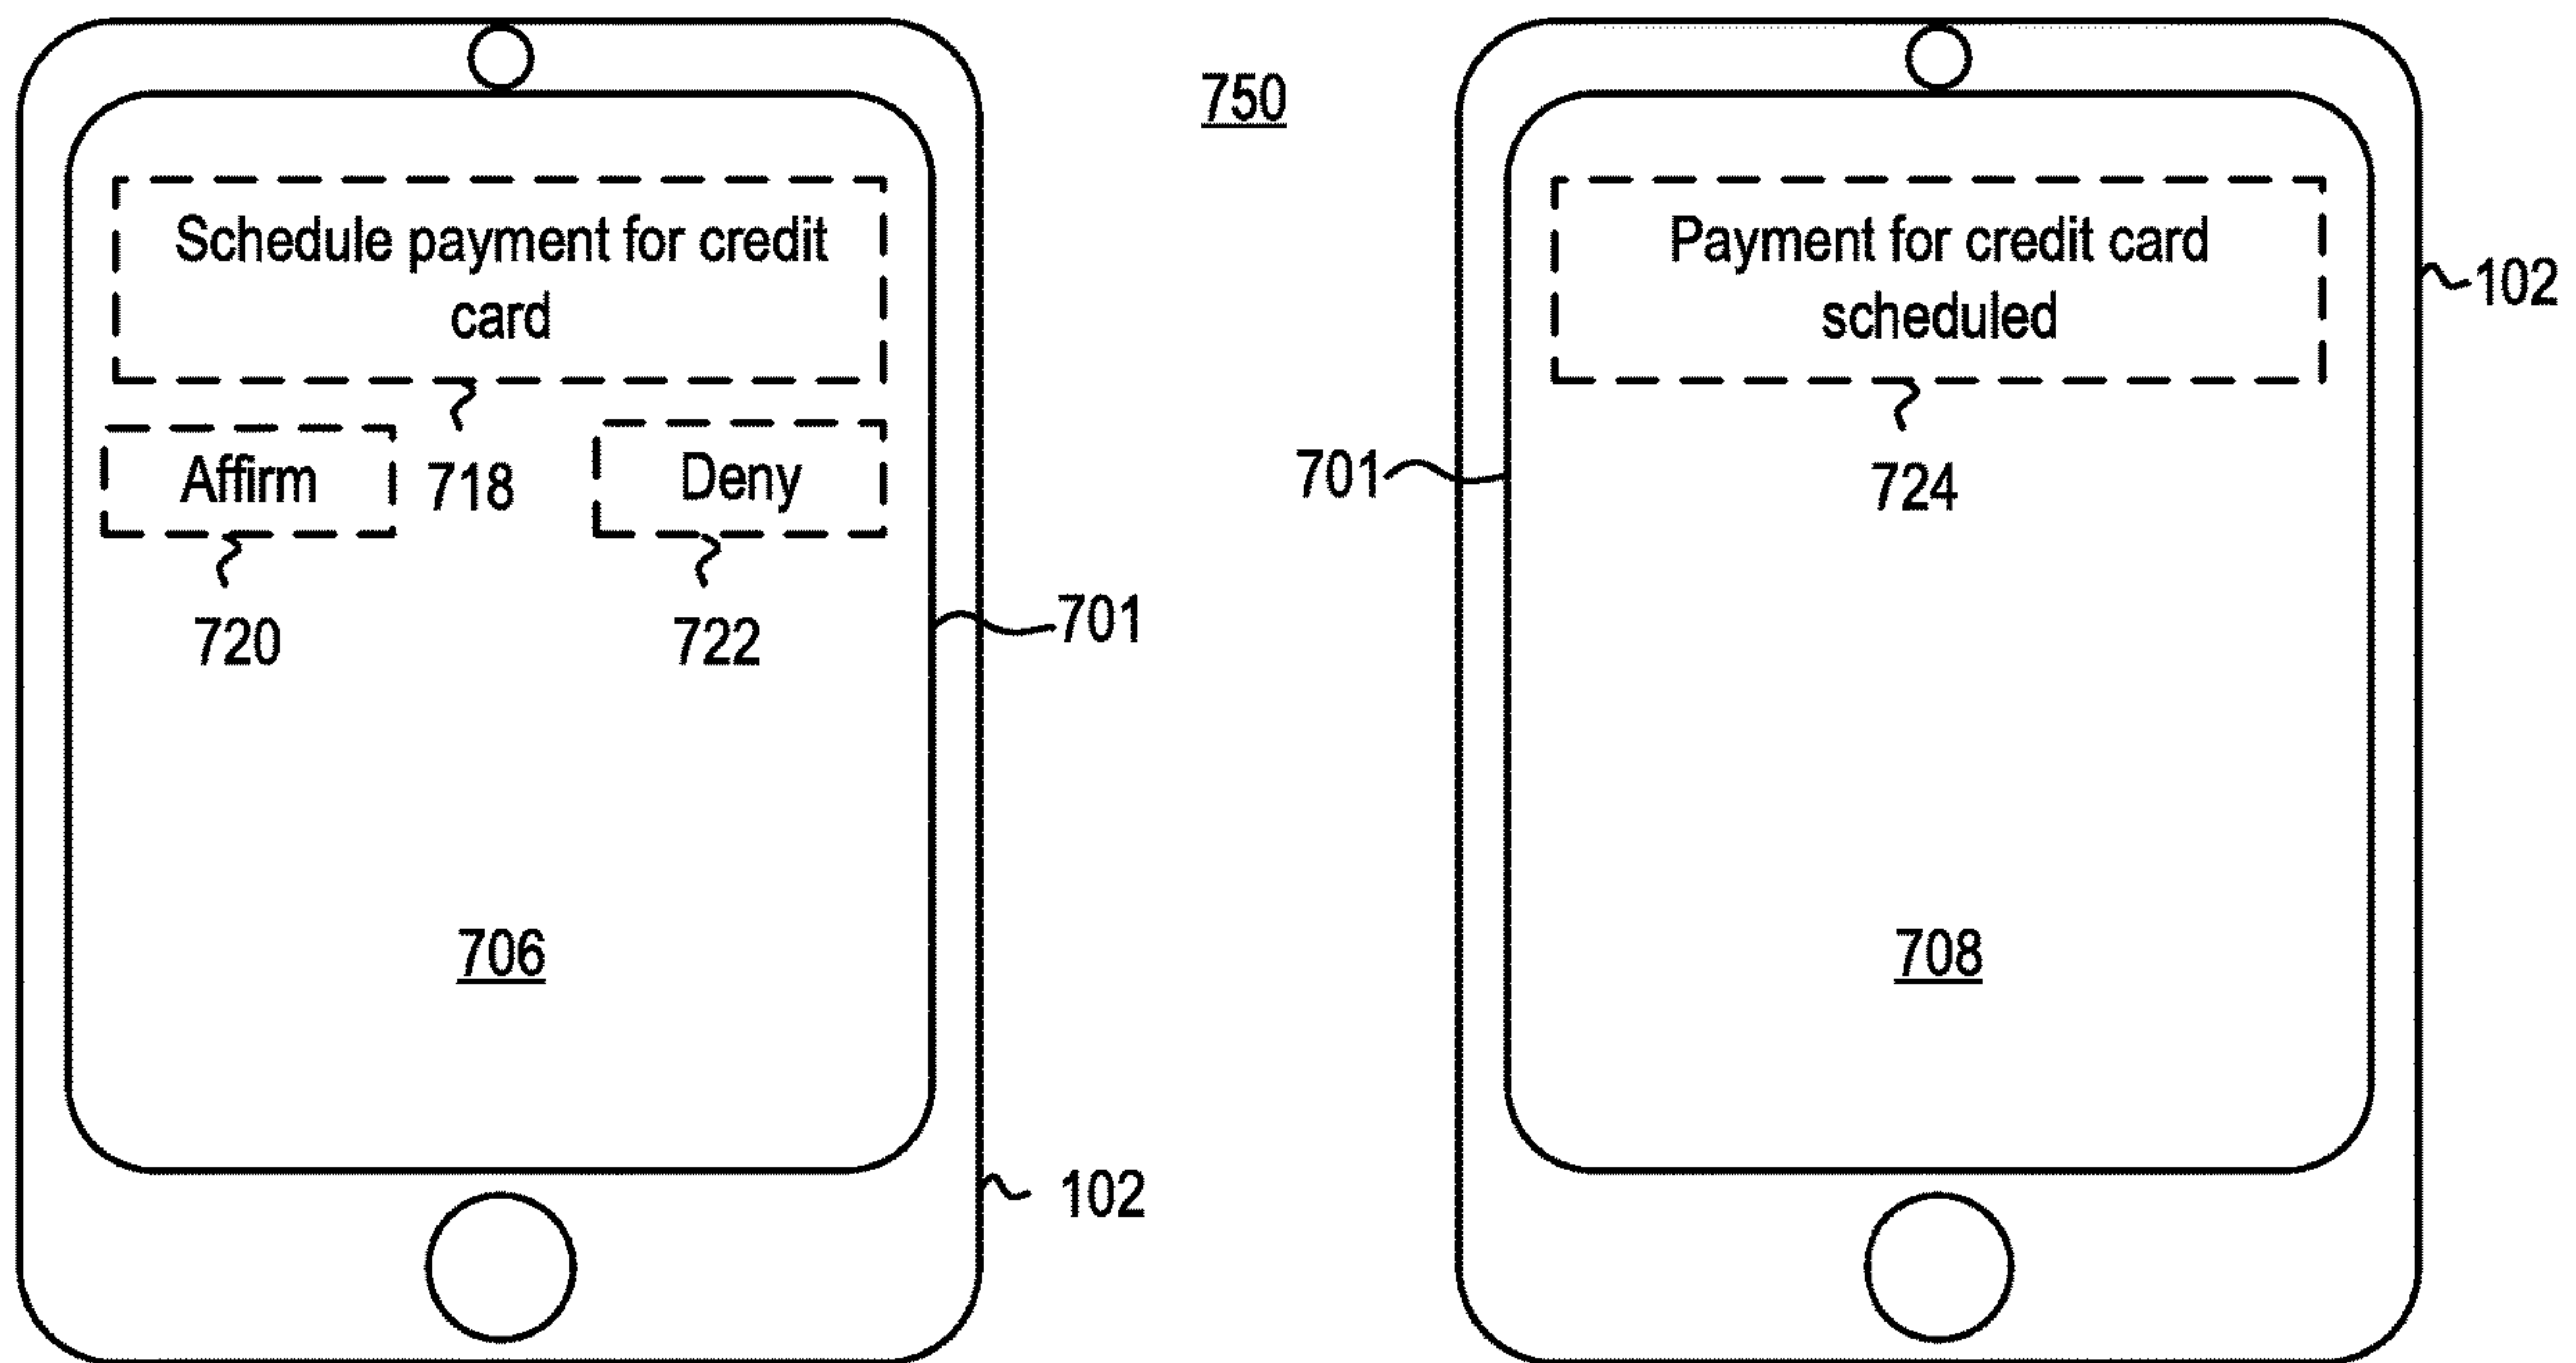 750
Schedule payment for credit
card
718
Affirm
Deny
720
722
701
706
102
Payment for credit card
scheduled
102
701
724
708